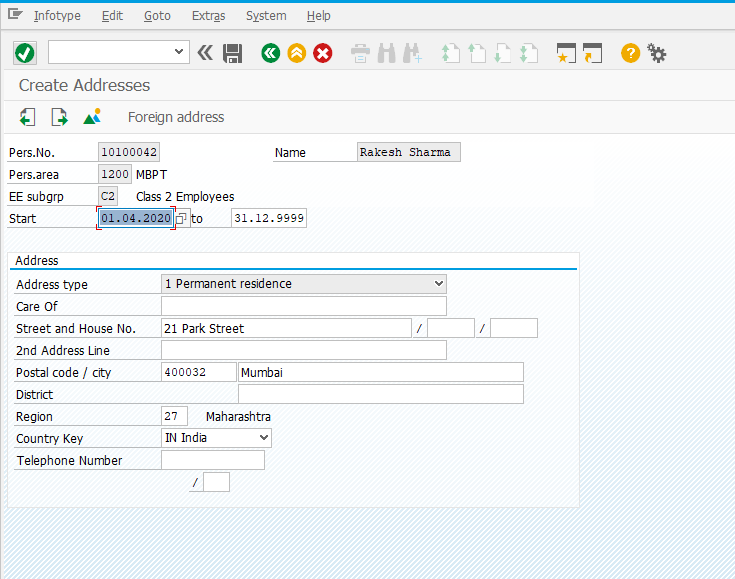 Infotype Edit Goto Extras System Help
Create Addresses
Foreign address
Pers.No. 10100042 Name Rakesh Sharma
Pers.area 1200 MBPT
EE subgrp C2 Class 2 Employees
Start 01.04.2020 to 31.12.9999
Address
Address type 1 Permanent residence
Care Of
Street and House No. 21 Park Street / /
2nd Address Line
Postal code / city 400032 Mumbai
District
Region 27 Maharashtra
Country Key IN India
Telephone Number
/